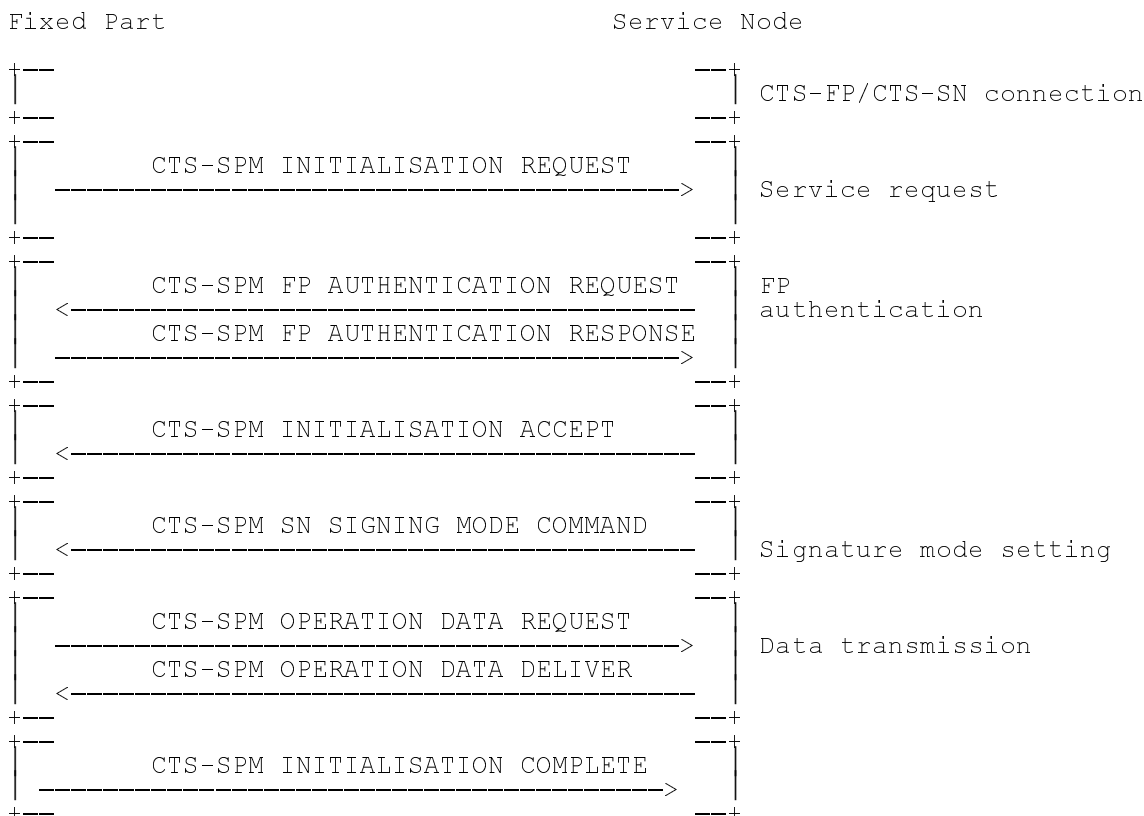 Fixed Part Service Node
CTS-FP/CTS-SN connection
CTS-SPM INITIALISATION REQUEST
Service request
CTS-SPM FP AUTHENTICATION REQUEST FP
authentication
CTS-SPM FP AUTHENTICATION RESPONSE
CTS-SPM INITIALISATION ACCEPT
CTS-SPM SN SIGNING MODE COMMAND
Signature mode setting
CTS-SPM OPERATION DATA REQUEST
Data transmission
CTS-SPM OPERATION DATA DELIVER
CTS-SPM INITIALISATION COMPLETE